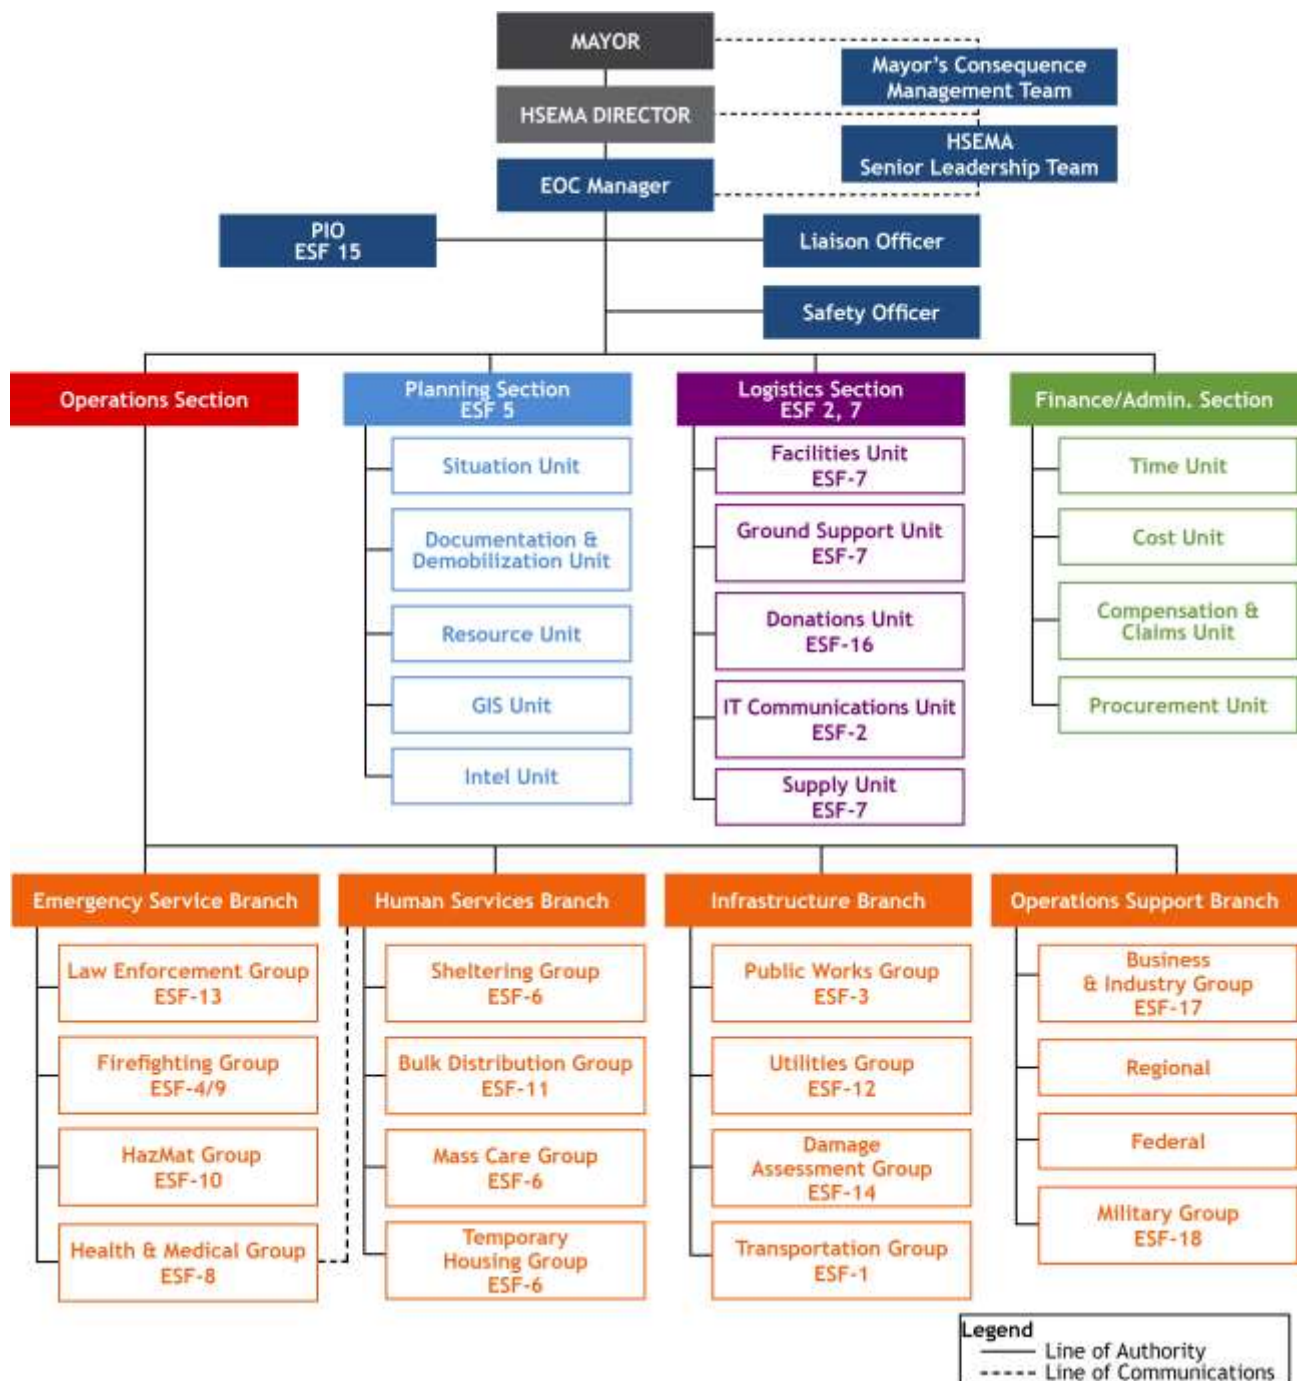 MAYOR
Mayor's Consequence
Management Team
HSEMA DIRECTOR
HSEMA
Senior Leadership Team
EOC Manager
PIO
ESF 15
Liaison Officer
Safety Officer
Operations Section
Planning Section
ESF 5
Logistics Section
ESF 2, 7
Finance/Admin. Section
Situation Unit
Documentation &
Demobilization Unit
Resource Unit
GIS Unit
Intel Unit
Facilities Unit
ESF-7
Ground Support Unit
ESF-7
Donations Unit
ESF-16
IT Communications Unit
ESF-2
Supply Unit
ESF-7
Time Unit
Cost Unit
Compensation &
Claims Unit
Procurement Unit
Emergency Service Branch
Human Services Branch
Infrastructure Branch
Operations Support Branch
Law Enforcement Group
ESF-13
Firefighting Group
ESF-4/9
HazMat Group
ESF-10
Health & Medical Group
ESF-8
Sheltering Group
ESF-6
Bulk Distribution Group
ESF-11
Mass Care Group
ESF-6
Temporary
Housing Group
ESF-6
Public Works Group
ESF-3
Utilities Group
ESF-12
Damage
Assessment Group
ESF-14
Transportation Group
ESF-1
Business
& Industry Group
ESF-17
Regional
Federal
Military Group
ESF-18
Legend
Line of Authority
Line of Communications